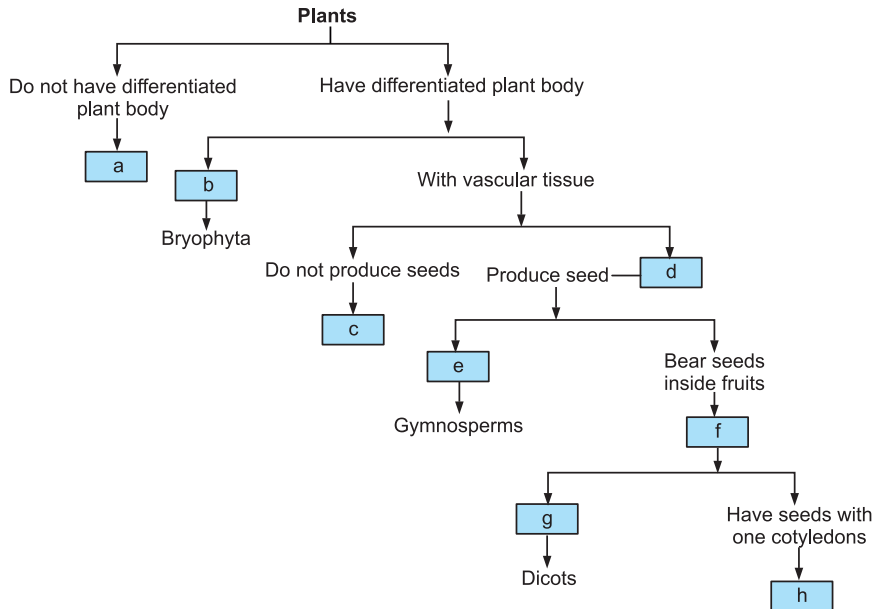 Plants
Do not have differentiated
plant body
Have differentiated plant body
a
b
With vascular tissue
Bryophyta
Do not produce seeds
Produce seed
d
c
e
Bear seeds
inside fruits
Gymnosperms
f
g
Have seeds with
one cotyledons
Dicots
h